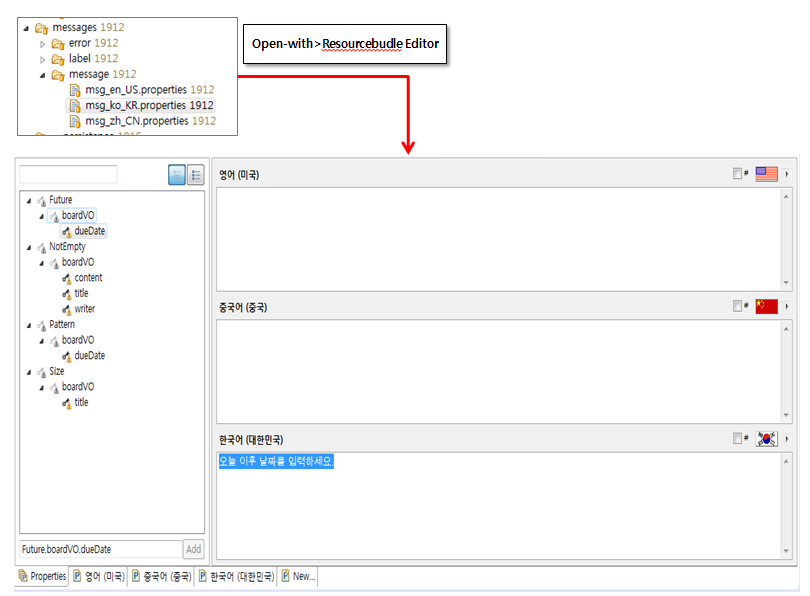 messages 1912
error 1912
label 1912
message 1912
msg_en_US.properties 1912
msg_ko_KR.properties 1912
msg_zh_CN.properties 1912
Open-with>Resourcebudle Editor
Future
boardVO
dueDate
NotEmpty
boardVO
content
title
writer
Pattern
boardVO
dueDate
Size
boardVO
title
Future.boardVO.dueDate Add
영어 (미국) #
중국어 (중국) #
한국어 (대한민국) #
오늘 이후 날짜를 입력하세요.
Properties 영어 (미국) 중국어 (중국) 한국어 (대한민국) New...